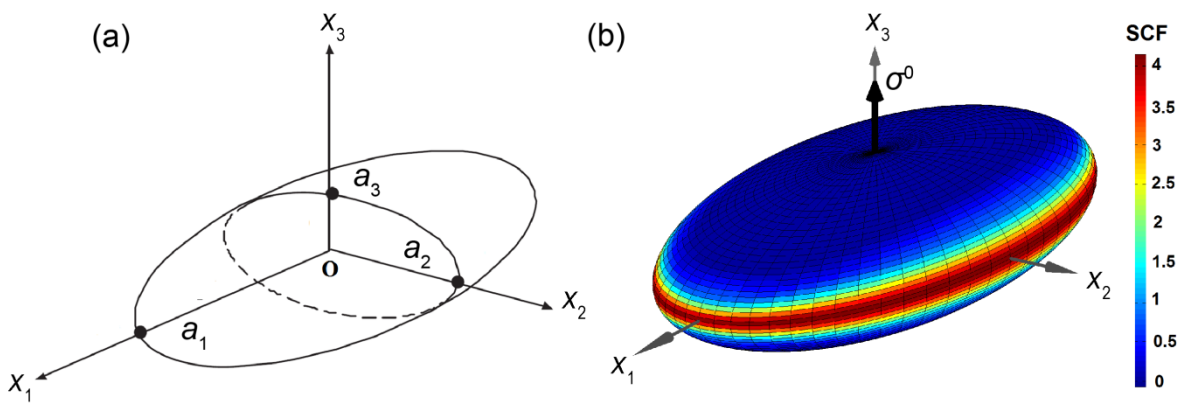 (a)
x₃
a₃
a₂
O
x₂
a₁
x₁
(b)
x₃
σ⁰
x₂
x₁
SCF
4
3.5
3
2.5
2
1.5
1
0.5
0